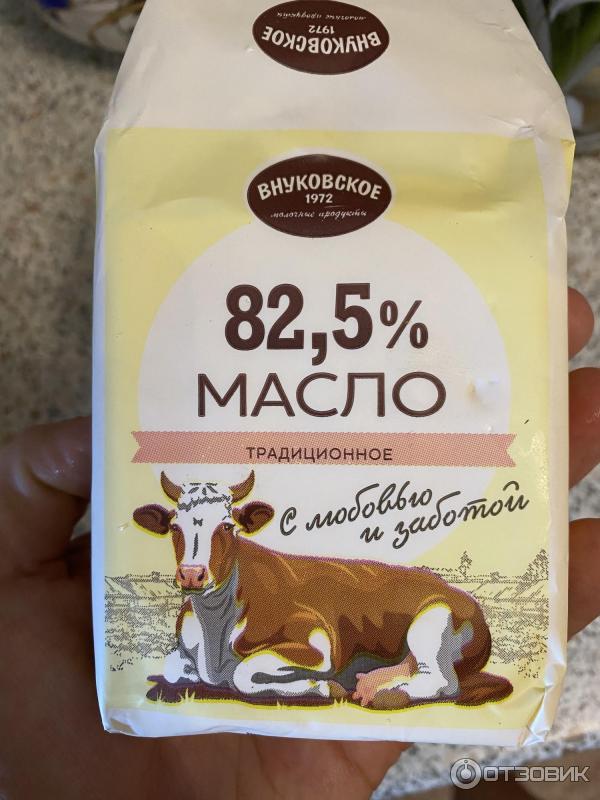 ВНУКОВСКОЕ
1972
молочные продукты
ВНУКОВСКОЕ
1972
молочные продукты
82,5%
МАСЛО
ТРАДИЦИОННОЕ
С любовью
и заботой
ОТЗОВИК